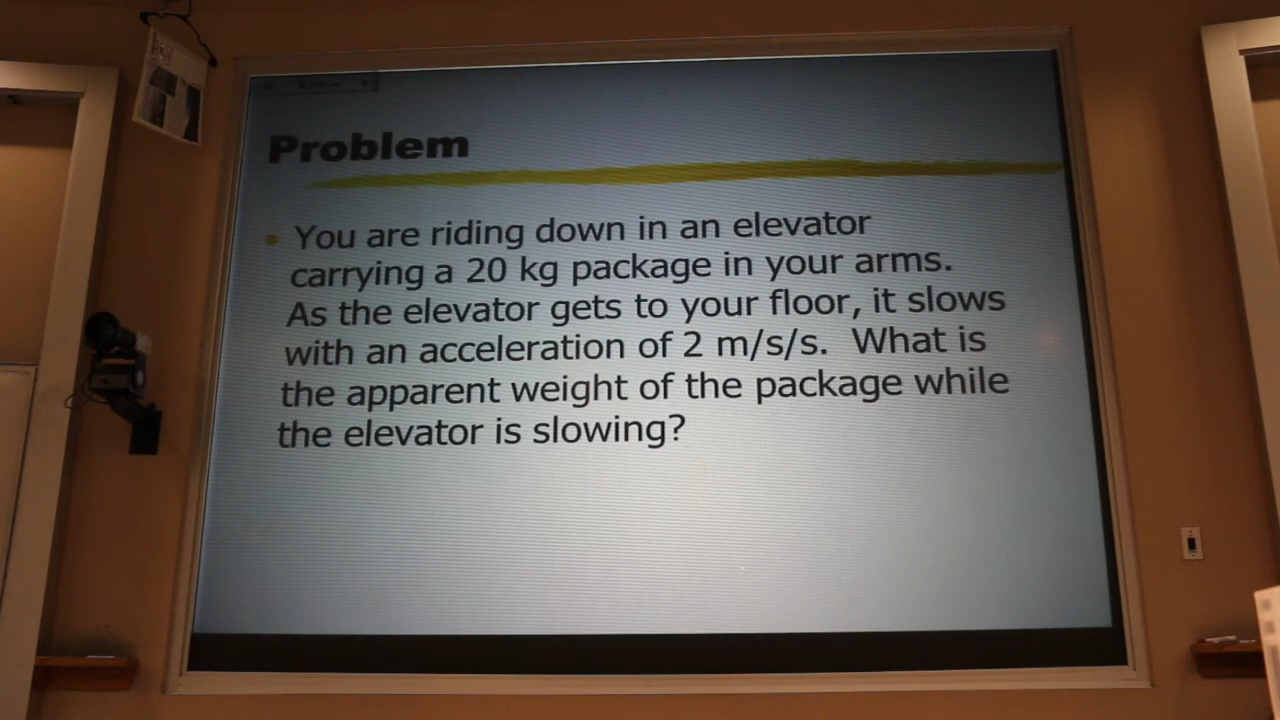 Problem
You are riding down in an elevator
carrying a 20 kg package in your arms.
As the elevator gets to your floor, it slows
with an acceleration of 2 m/s/s. What is
the apparent weight of the package while
the elevator is slowing?